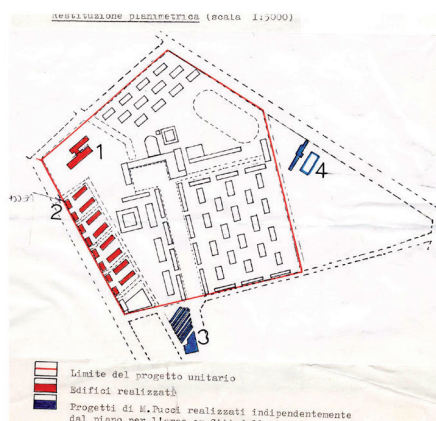 Restituzione planimetrica (scala 1:5000)
1
2
3
4
Limite del progetto unitario
Edifici realizzati
Progetti di M.Pucci realizzati indipendentemente